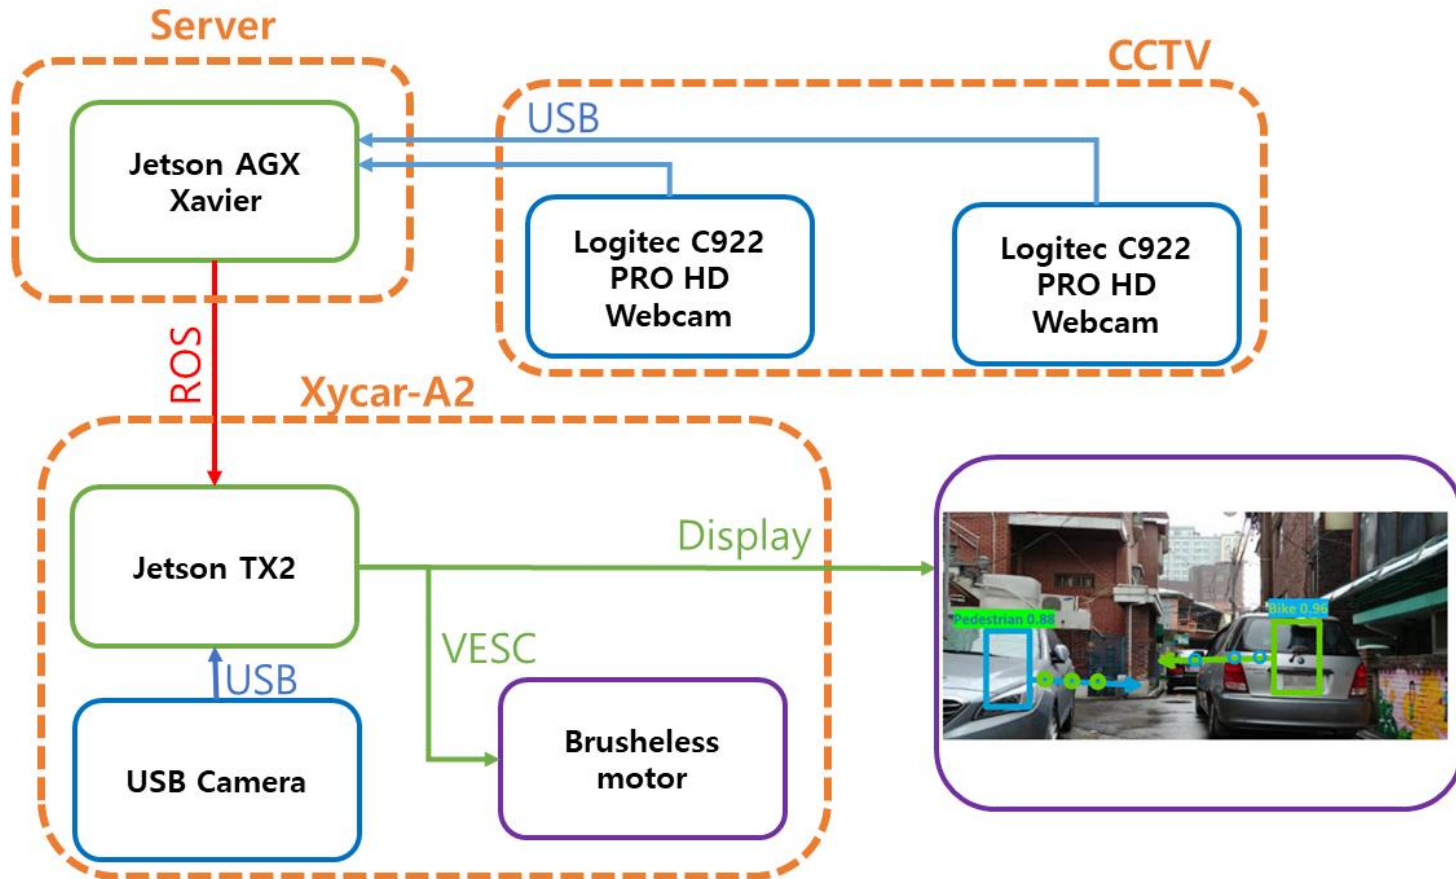 Server
CCTV
USB
Jetson AGX
Xavier
Logitec C922
PRO HD
Webcam
Logitec C922
PRO HD
Webcam
ROS
Xycar-A2
Jetson TX2
Display
VESC
USB
USB Camera
Brusheless
motor
Pedestrian 0.88
Bike 0.96